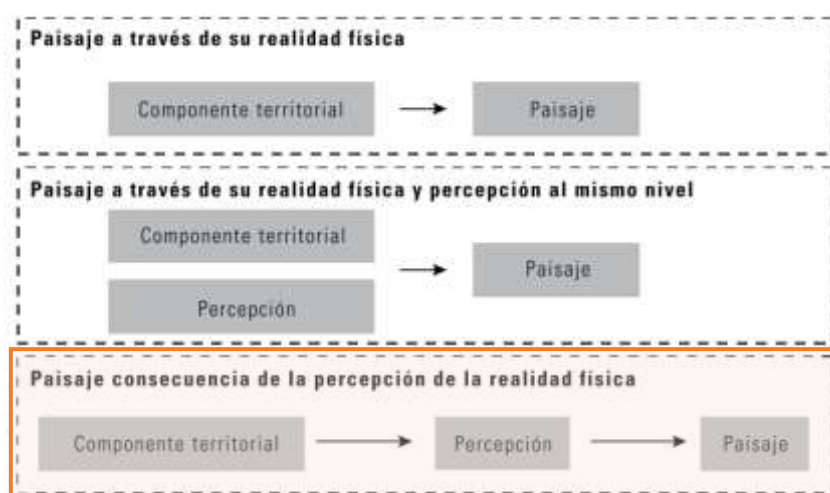 Paisaje a través de su realidad física
Componente territorial
Paisaje
Paisaje a través de su realidad física y percepción al mismo nivel
Componente territorial
Percepción
Paisaje
Paisaje consecuencia de la percepción de la realidad física
Componente territorial
Percepción
Paisaje